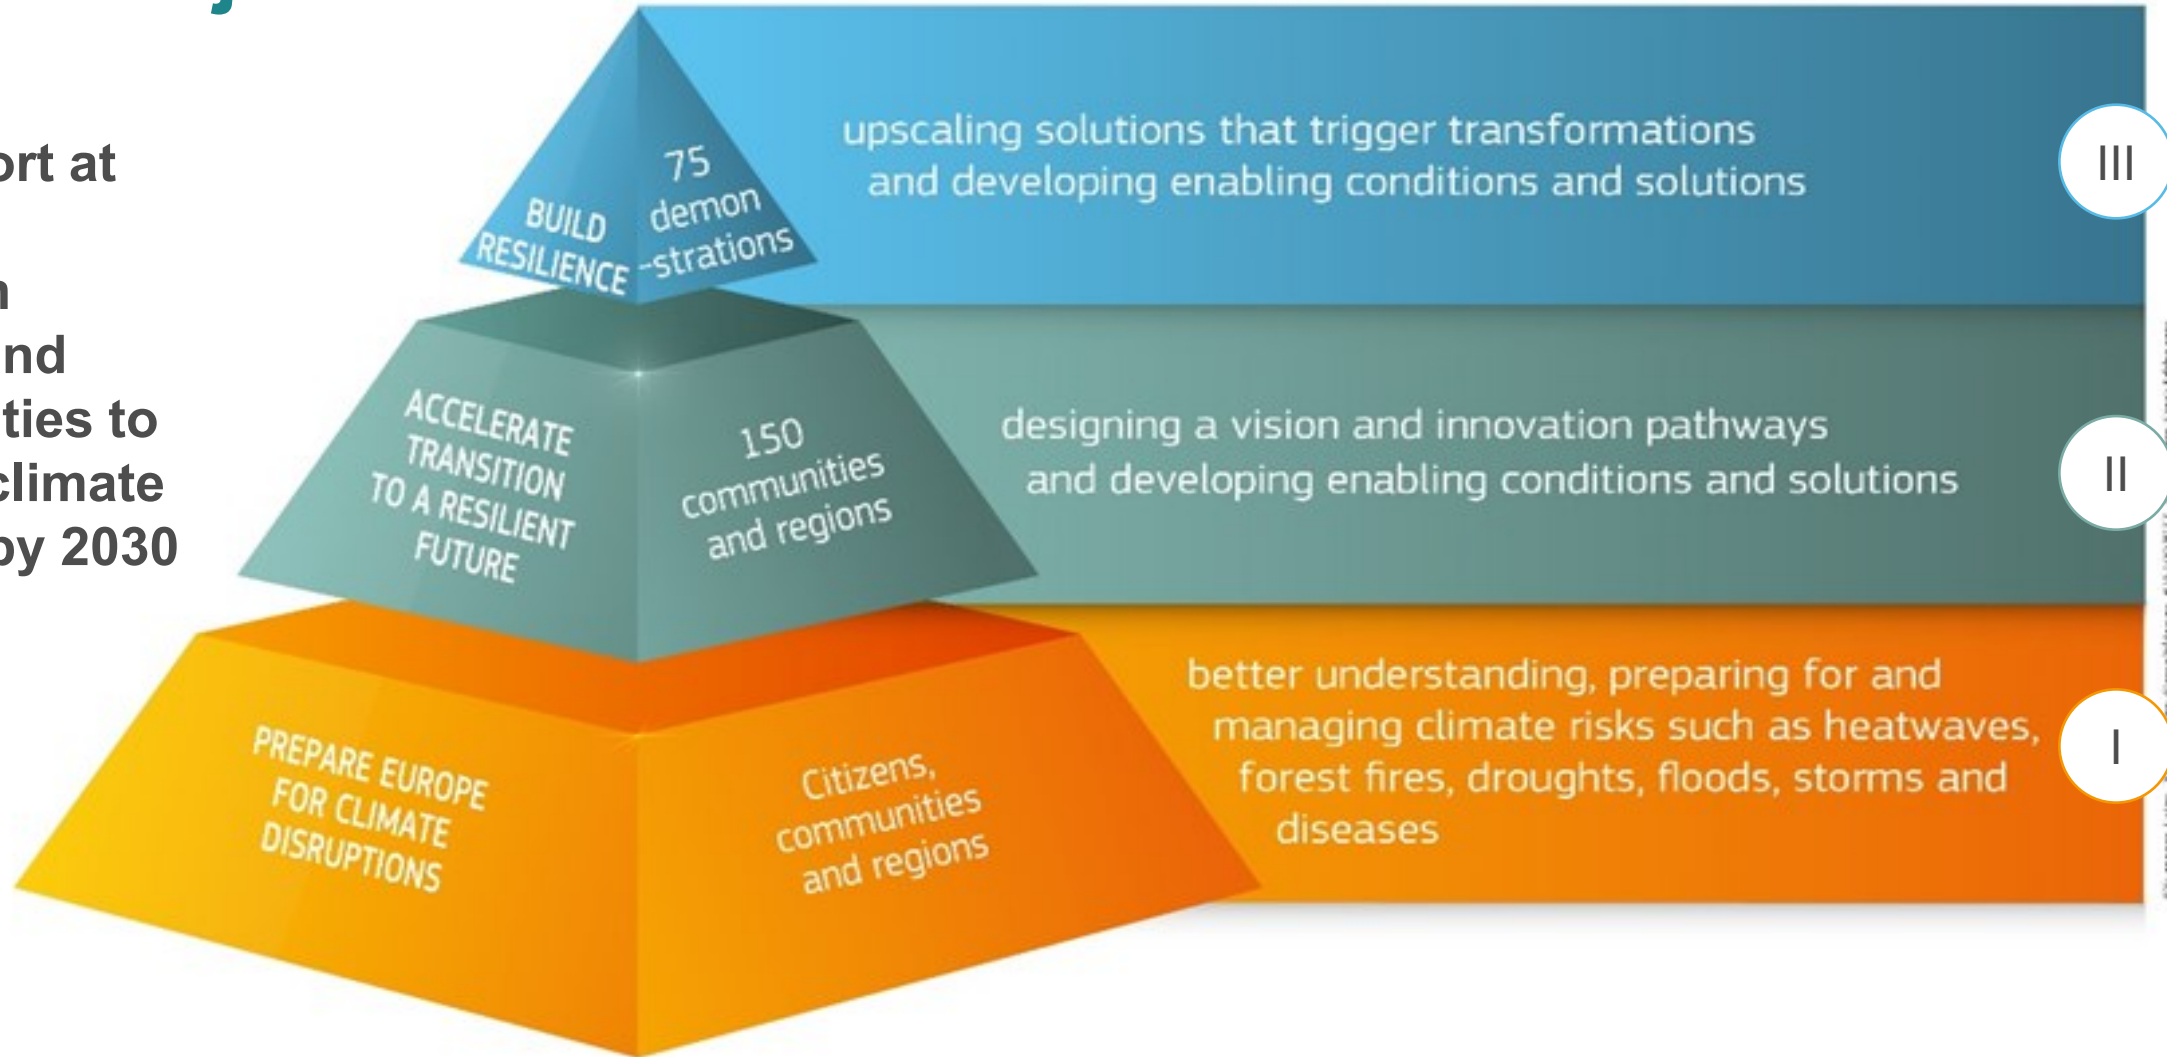 ort at
nd
ties to
climate
by 2030
BUILD
RESILIENCE
75
demon
-strations
upscaling solutions that trigger transformations
and developing enabling conditions and solutions
III
ACCELERATE
TRANSITION
TO A RESILIENT
FUTURE
150
communities
and regions
designing a vision and innovation pathways
and developing enabling conditions and solutions
II
PREPARE EUROPE
FOR CLIMATE
DISRUPTIONS
Citizens,
communities
and regions
better understanding, preparing for and
managing climate risks such as heatwaves,
forest fires, droughts, floods, storms and
diseases
I